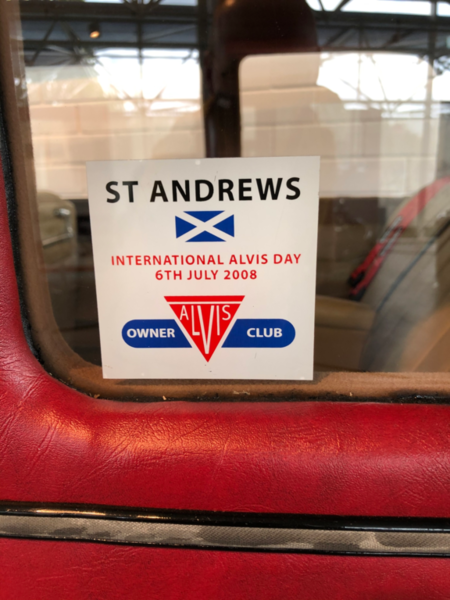 ST ANDREWS
INTERNATIONAL ALVIS DAY
6TH JULY 2008
ALVIS
OWNER CLUB